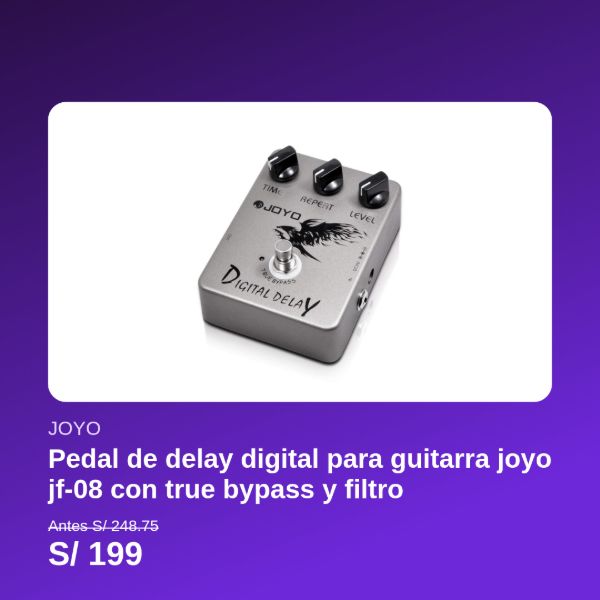 TIME
REPEAT
LEVEL
JOYO
TRUE BYPASS
DIGITAL DELAY
JOYO
Pedal de delay digital para guitarra joyo
jf-08 con true bypass y filtro
Antes S/ 248.75
S/ 199